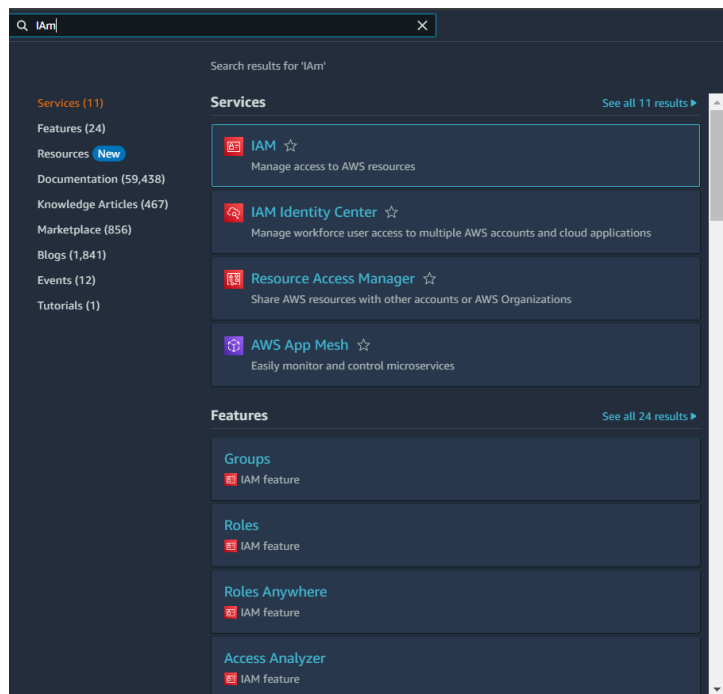 IAm
Search results for 'IAm'
Services (11)
Features (24)
Resources New
Documentation (59,438)
Knowledge Articles (467)
Marketplace (856)
Blogs (1,841)
Events (12)
Tutorials (1)
Services
See all 11 results
IAM
Manage access to AWS resources
IAM Identity Center
Manage workforce user access to multiple AWS accounts and cloud applications
Resource Access Manager
Share AWS resources with other accounts or AWS Organizations
AWS App Mesh
Easily monitor and control microservices
Features
See all 24 results
Groups
IAM feature
Roles
IAM feature
Roles Anywhere
IAM feature
Access Analyzer
IAM feature